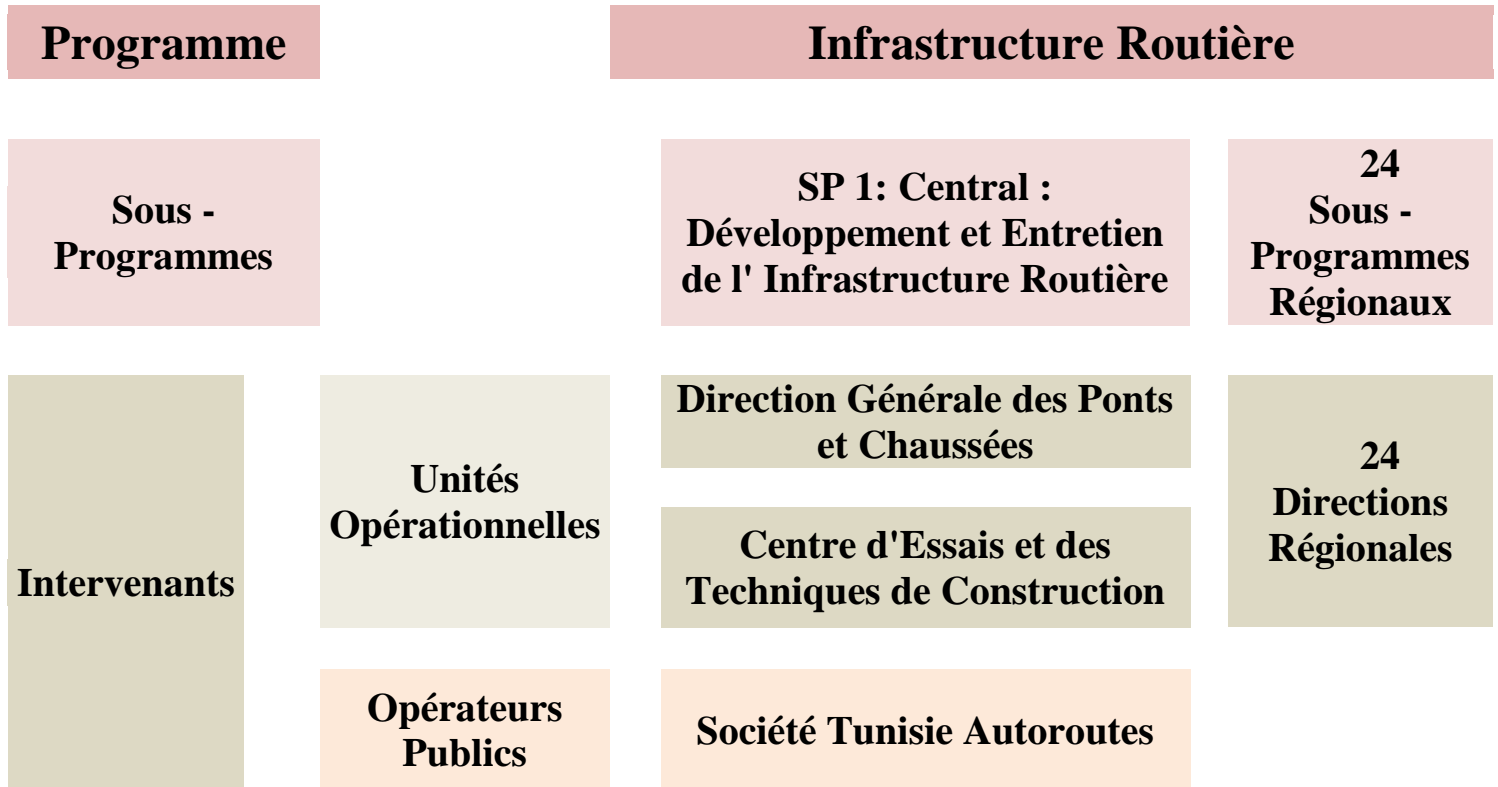 Programme
Infrastructure Routière
Sous -
Programmes
SP 1: Central :
Développement et Entretien
de l' Infrastructure Routière
24
Sous -
Programmes
Régionaux
Intervenants
Unités
Opérationnelles
Direction Générale des Ponts
et Chaussées
Centre d'Essais et des
Techniques de Construction
24
Directions
Régionales
Opérateurs
Publics
Société Tunisie Autoroutes